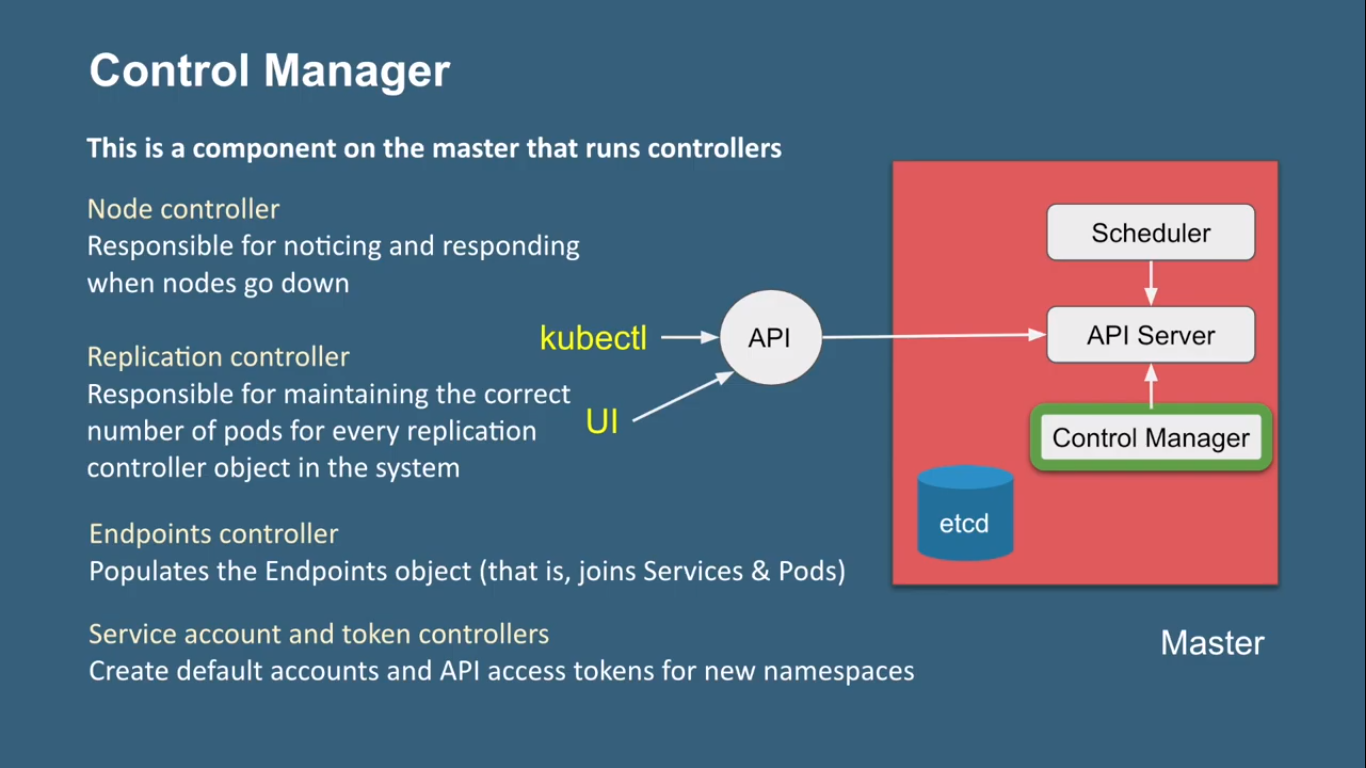 Control Manager
This is a component on the master that runs controllers
Node controller
Responsible for noticing and responding
when nodes go down
Replication controller
Responsible for maintaining the correct
number of pods for every replication
controller object in the system
Endpoints controller
Populates the Endpoints object (that is, joins Services & Pods)
Service account and token controllers
Create default accounts and API access tokens for new namespaces
kubectl
UI
API
Scheduler
API Server
Control Manager
etcd
Master